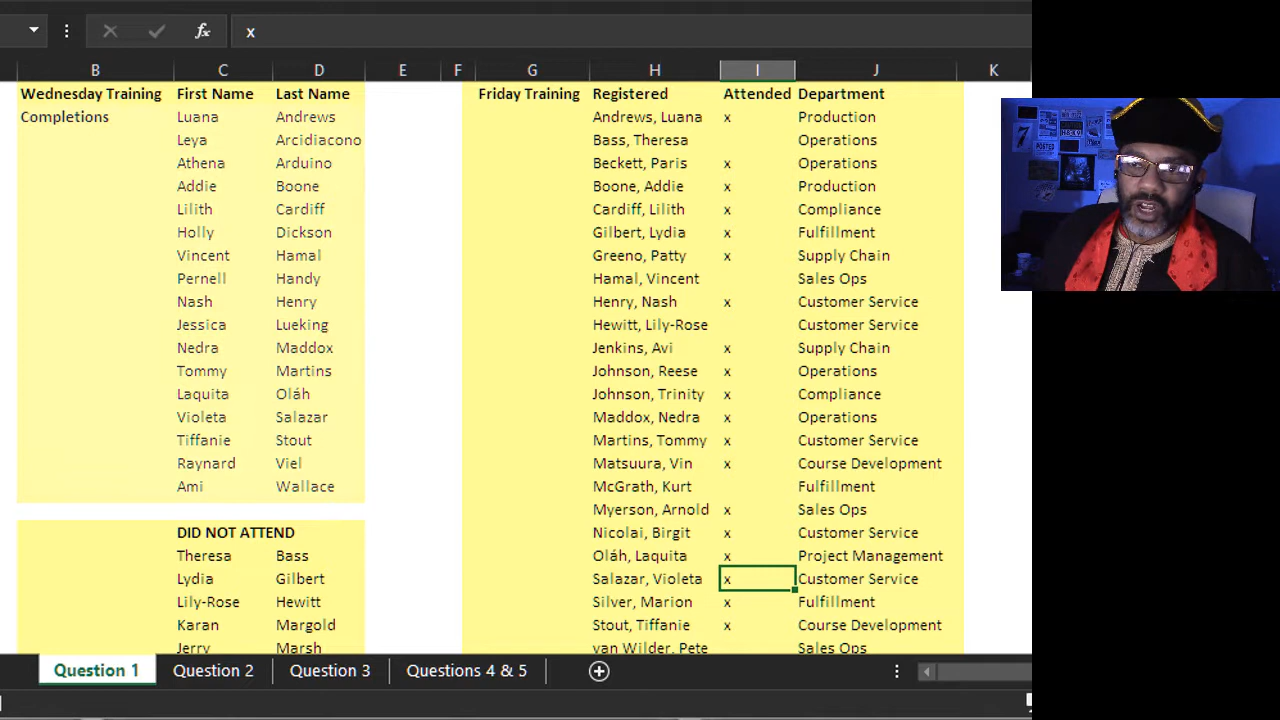 x
B C D E F G H I J K
Wednesday Training First Name Last Name Friday Training Registered Attended Department
Completions Luana Andrews Andrews, Luana x Production
Leya Arcidiacono Bass, Theresa Operations
Athena Arduino Beckett, Paris x Operations
Addie Boone Boone, Addie x Production
Lilith Cardiff Cardiff, Lilith x Compliance
Holly Dickson Gilbert, Lydia x Fulfillment
Vincent Hamal Greeno, Patty x Supply Chain
Pernell Handy Hamal, Vincent Sales Ops
Nash Henry Henry, Nash x Customer Service
Jessica Lueking Hewitt, Lily-Rose Customer Service
Nedra Maddox Jenkins, Avi x Supply Chain
Tommy Martins Johnson, Reese x Operations
Laquita Oláh Johnson, Trinity x Compliance
Violeta Salazar Maddox, Nedra x Operations
Tiffanie Stout Martins, Tommy x Customer Service
Raynard Viel Matsuura, Vin x Course Development
Ami Wallace McGrath, Kurt Fulfillment
Myerson, Arnold x Sales Ops
DID NOT ATTEND Nicolai, Birgit x Customer Service
Theresa Bass Oláh, Laquita x Project Management
Lydia Gilbert Salazar, Violeta x Customer Service
Lily-Rose Hewitt Silver, Marion x Fulfillment
Karan Margold Stout, Tiffanie x Course Development
Jerry Marsh van Wilder, Pete Sales Ops
Question 1 Question 2 Question 3 Questions 4 & 5